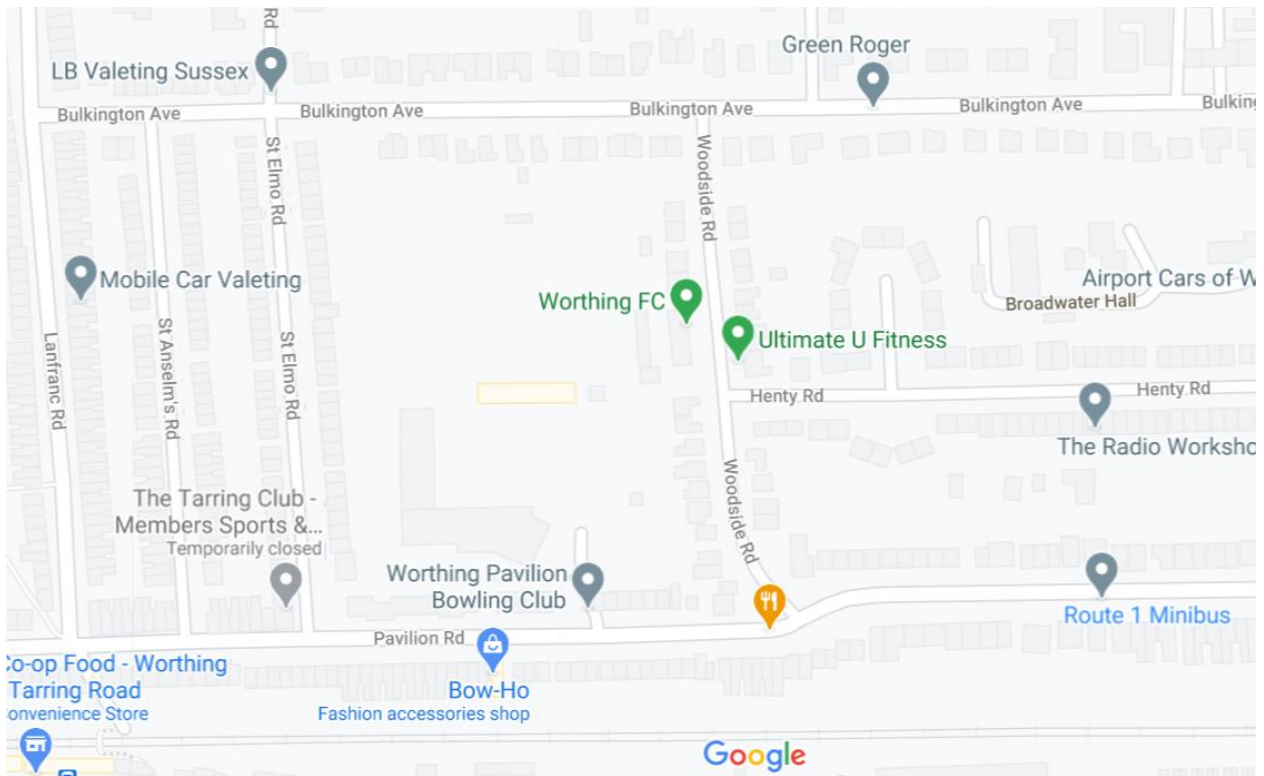 Rd
Green Roger
LB Valeting Sussex
Bulkington Ave
Bulkington Ave
Bulkington Ave
Bulkington Ave
Bulking
St Elmo Rd
Woodside Rd
Mobile Car Valeting
Worthing FC
Airport Cars of W
Broadwater Hall
Ultimate U Fitness
Lanfranc Rd
St Anselm's Rd
St Elmo Rd
Henty Rd
Henty Rd
The Radio Worksho
Woodside Rd
The Tarring Club -
Members Sports &...
Temporarily closed
Worthing Pavilion
Bowling Club
Route 1 Minibus
Pavilion Rd
Co-op Food - Worthing
Tarring Road
onvenience Store
Bow-Ho
Fashion accessories shop
Google